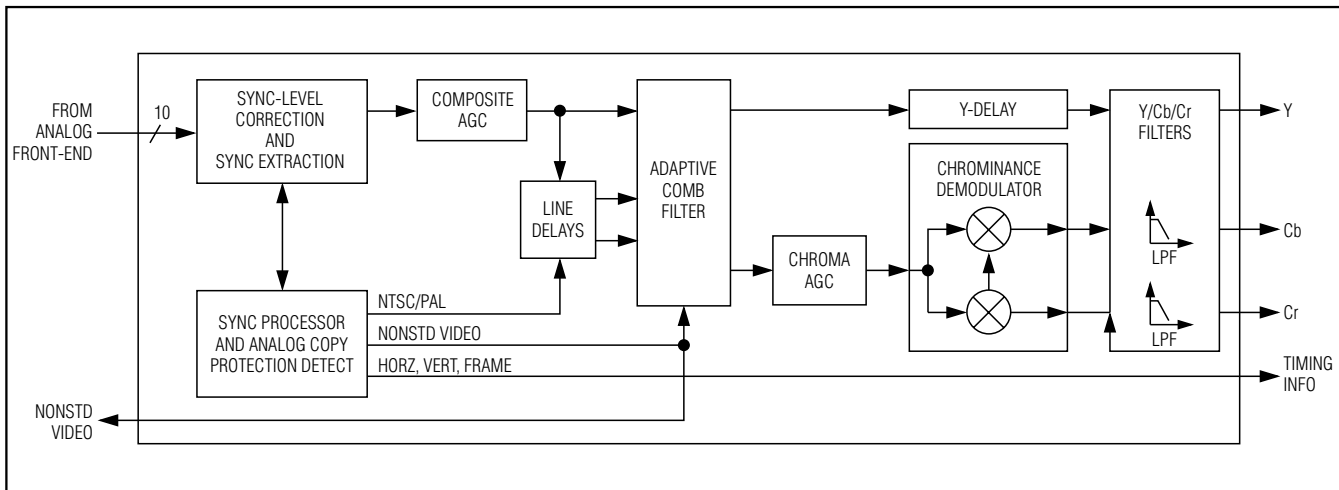 FROM
ANALOG
FRONT-END
10
SYNC-LEVEL
CORRECTION
AND
SYNC EXTRACTION
COMPOSITE
AGC
LINE
DELAYS
ADAPTIVE
COMB
FILTER
Y-DELAY
CHROMINANCE
DEMODULATOR
CHROMA
AGC
Y/Cb/Cr
FILTERS
LPF
LPF
Y
Cb
Cr
SYNC PROCESSOR
AND ANALOG COPY
PROTECTION DETECT
NTSC/PAL
NONSTD VIDEO
HORZ, VERT, FRAME
TIMING
INFO
NONSTD
VIDEO